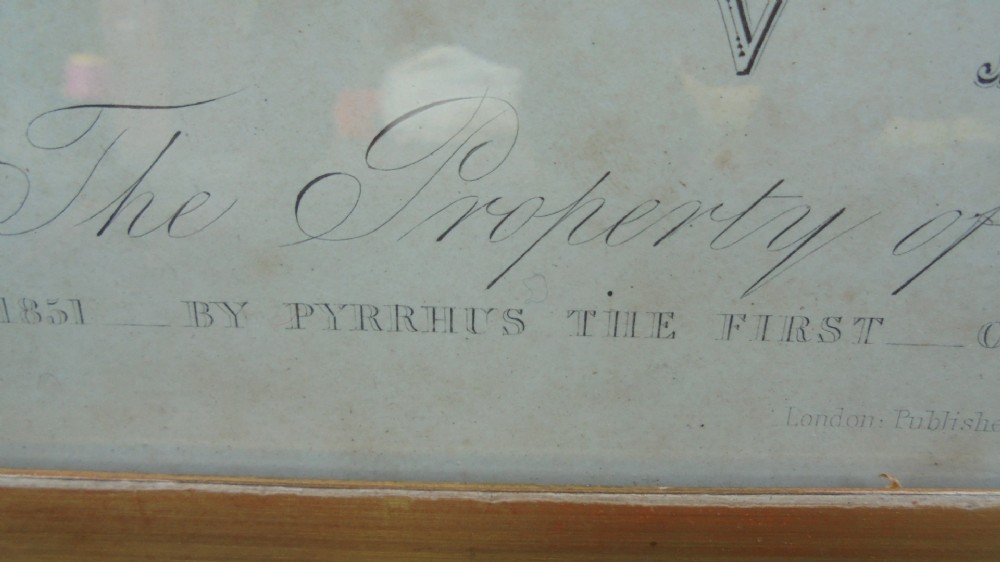 V
The Property of
1851 — BY PYRRHUS THE FIRST —
London: Publishe